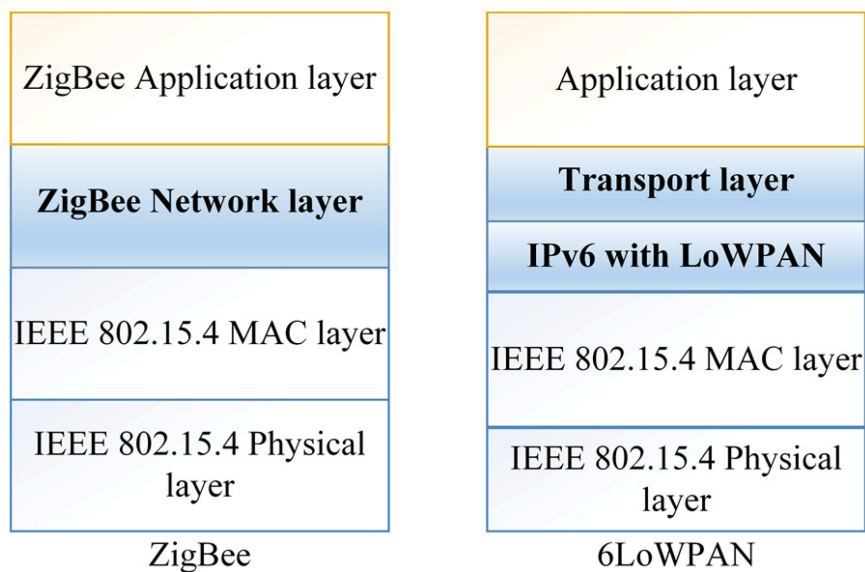 ZigBee Application layer
ZigBee Network layer
IEEE 802.15.4 MAC layer
IEEE 802.15.4 Physical
layer
ZigBee
Application layer
Transport layer
IPv6 with LoWPAN
IEEE 802.15.4 MAC layer
IEEE 802.15.4 Physical
layer
6LoWPAN